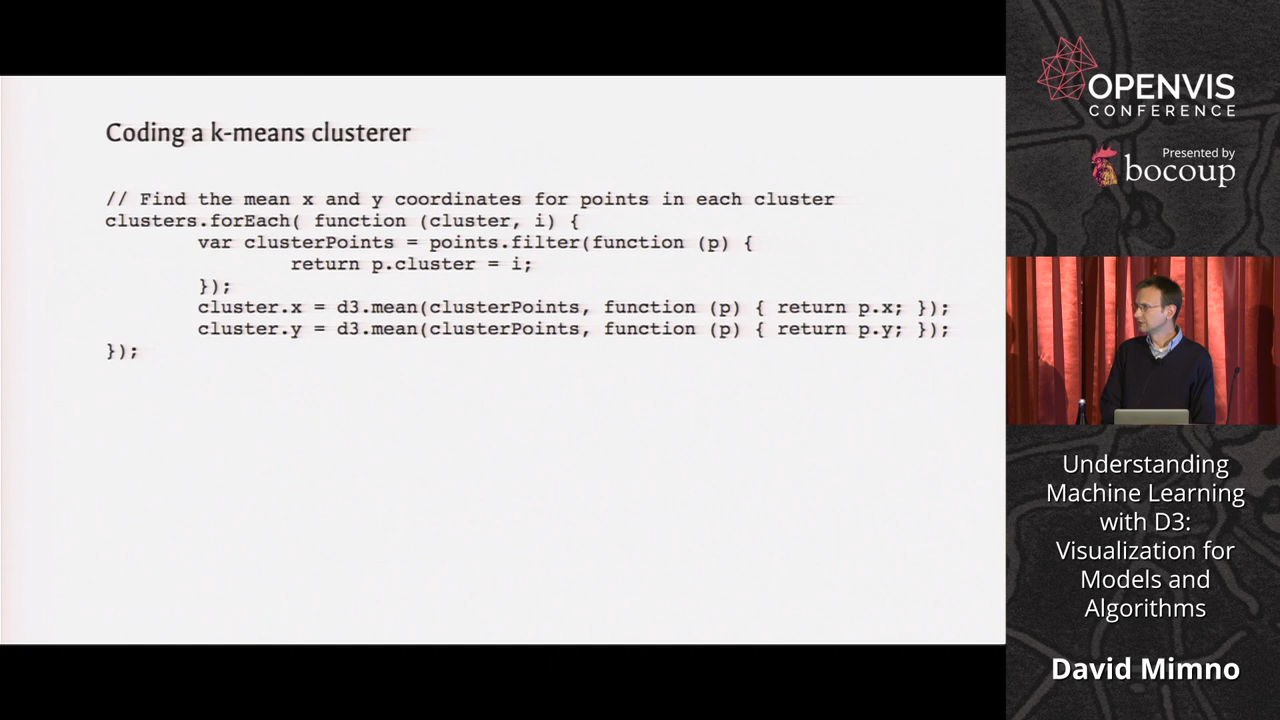 Coding a k-means clusterer
// Find the mean x and y coordinates for points in each cluster
clusters.forEach( function (cluster, i) {
var clusterPoints = points.filter(function (p) {
return p.cluster = i;
});
cluster.x = d3.mean(clusterPoints, function (p) { return p.x; });
cluster.y = d3.mean(clusterPoints, function (p) { return p.y; });
});
OPENVIS
CONFERENCE
Presented by
bocoup
Understanding
Machine Learning
with D3:
Visualization for
Models and
Algorithms
David Mimno